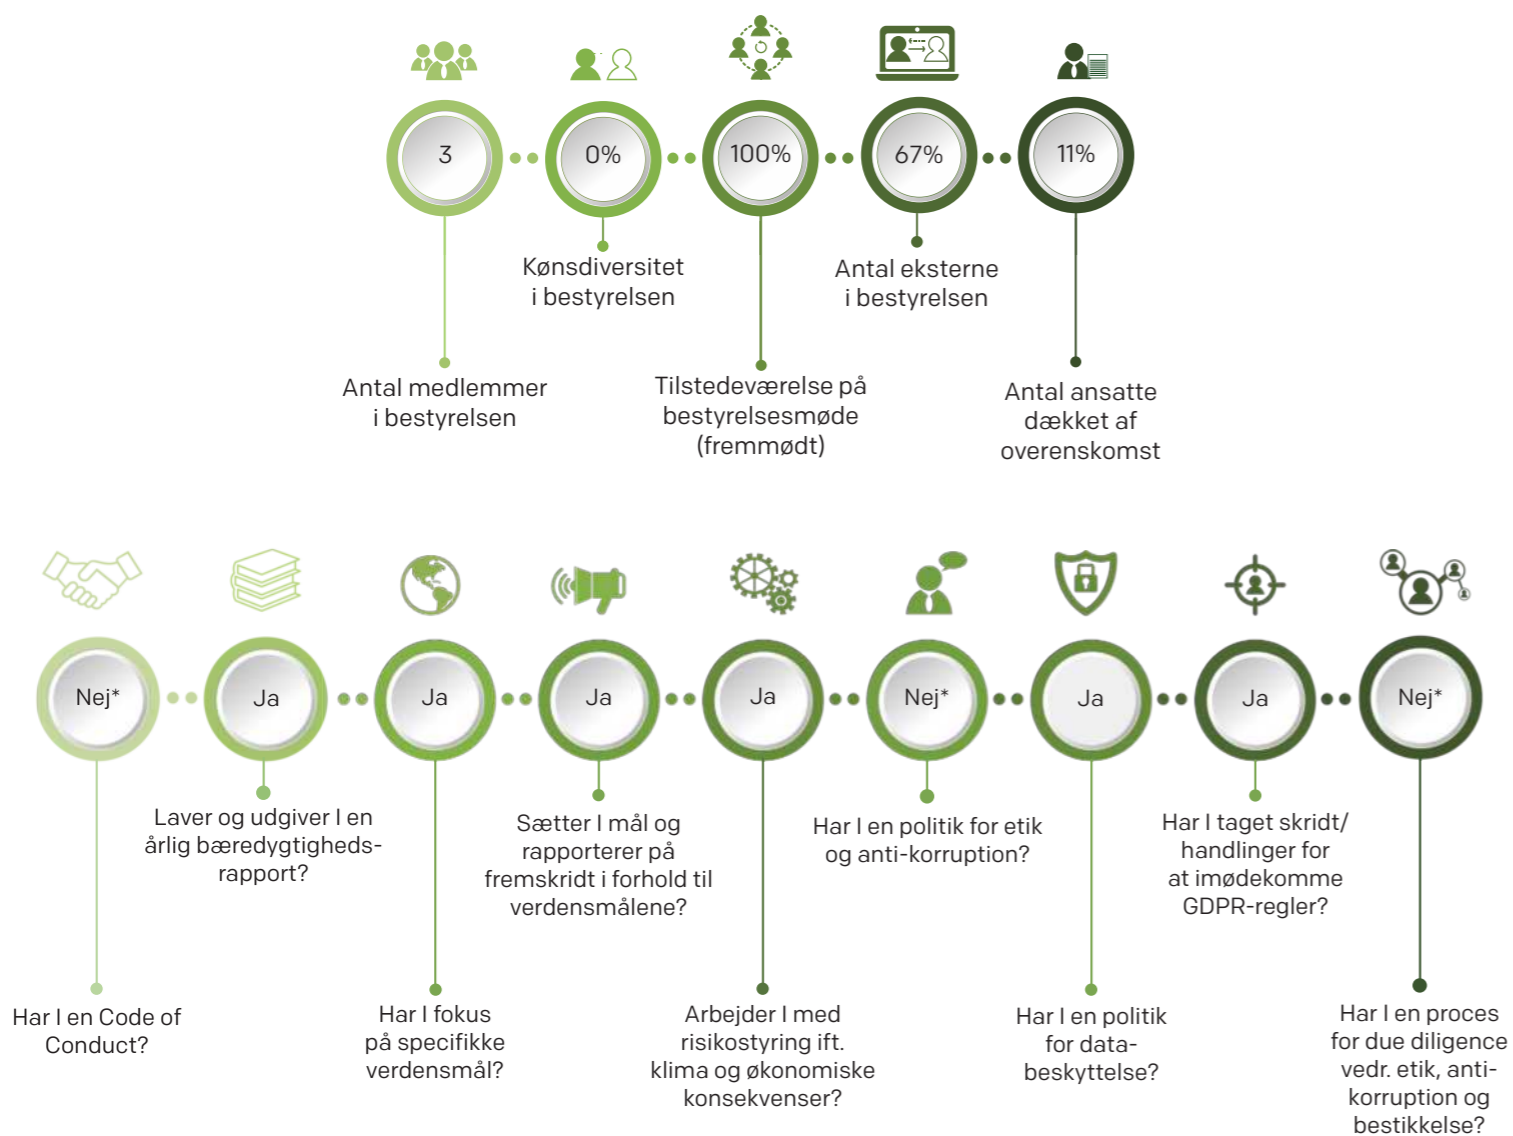 3
0%
100%
67%
11%
Antal medlemmer
i bestyrelsen
Kønsdiversitet
i bestyrelsen
Tilstedeværelse på
bestyrelsesmøde
(fremmødt)
Antal eksterne
i bestyrelsen
Antal ansatte
dækket af
overenskomst
Nej*
Ja
Ja
Ja
Ja
Nej*
Ja
Ja
Nej*
Har I en Code of
Conduct?
Laver og udgiver I en
årlig bæredygtigheds-
rapport?
Har I fokus
på specifikke
verdensmål?
Sætter I mål og
rapporterer på
fremskridt i forhold til
verdensmålene?
Arbejder I med
risikostyring ift.
klima og økonomiske
konsekvenser?
Har I en politik for etik
og anti-korruption?
Har I en politik
for data-
beskyttelse?
Har I taget skridt/
handlinger for
at imødekomme
GDPR-regler?
Har I en proces
for due diligence
vedr. etik, anti-
korruption og
bestikkelse?